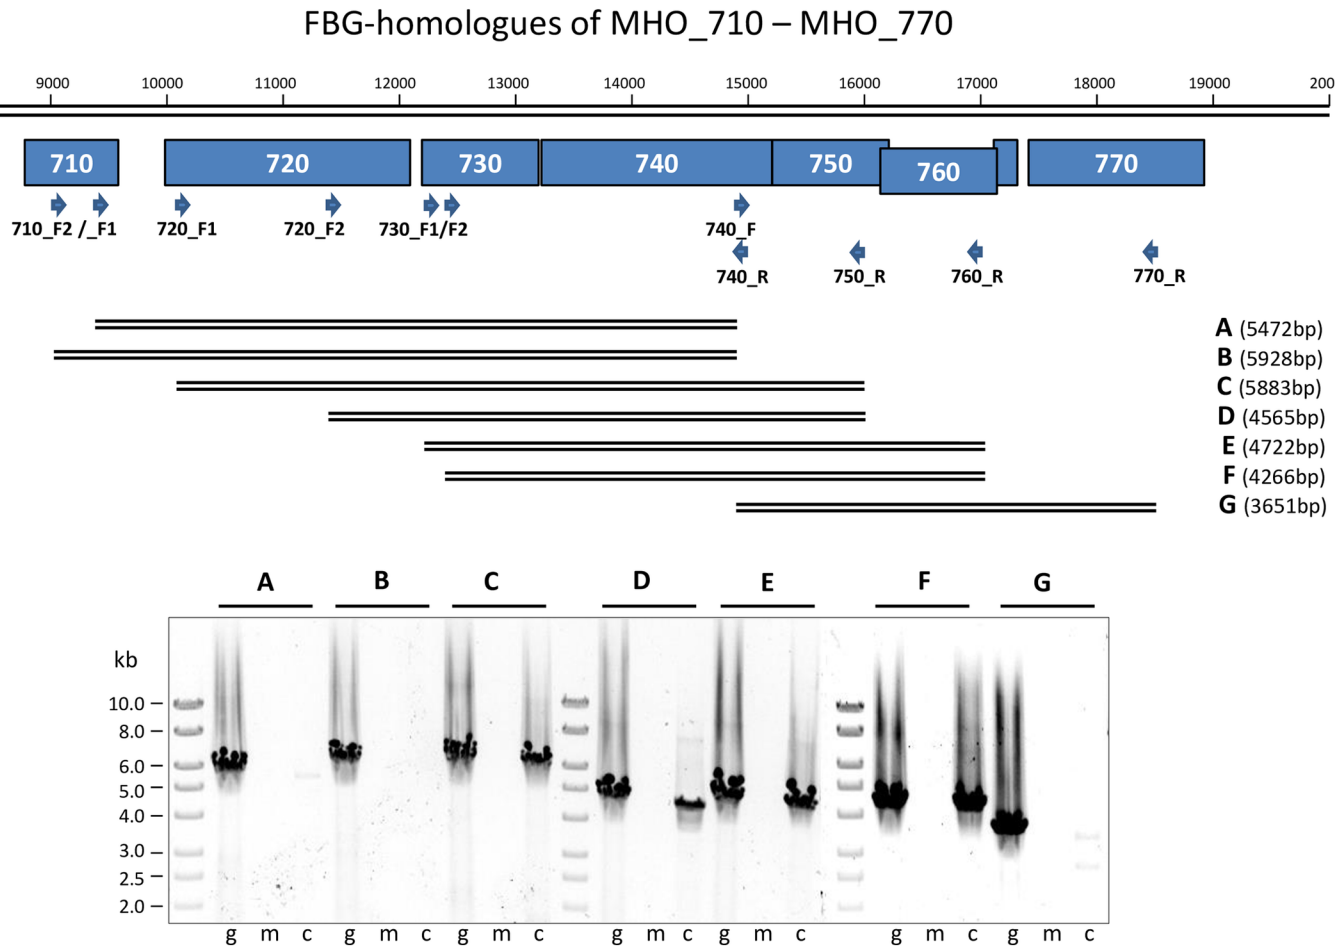 FBG-homologues of MHO_710 – MHO_770
9000 10000 11000 12000 13000 14000 15000 16000 17000 18000 19000 200
710 720 730 740 750 760 770
710_F2 /_F1 720_F1 720_F2 730_F1/F2 740_F
740_R 750_R 760_R 770_R
A (5472bp)
B (5928bp)
C (5883bp)
D (4565bp)
E (4722bp)
F (4266bp)
G (3651bp)
A B C D E F G
kb
10.0
8.0
6.0
5.0
4.0
3.0
2.5
2.0
g m c g m c g m c g m c g m c g m c g m c